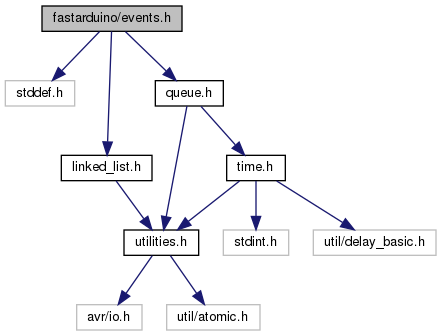 fastarduino/events.h
stddef.h
queue.h
linked_list.h
time.h
utilities.h
stdint.h
util/delay_basic.h
avr/io.h
util/atomic.h